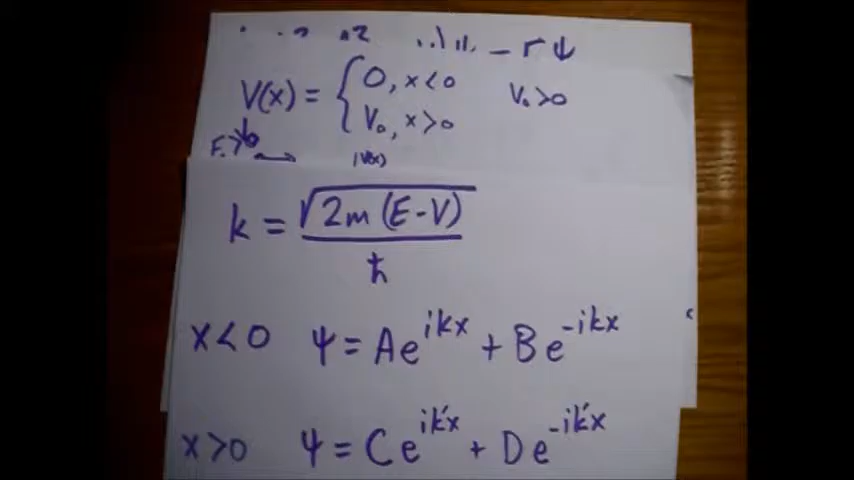 V(x) = { 0, x < 0
V₀, x > 0
V₀ > 0
V(x)
k = √(2m (E-V)) / ħ
x < 0 ψ = Ae^{ikx} + Be^{-ikx}
x > 0 ψ = Ce^{ik'x} + De^{-ik'x}